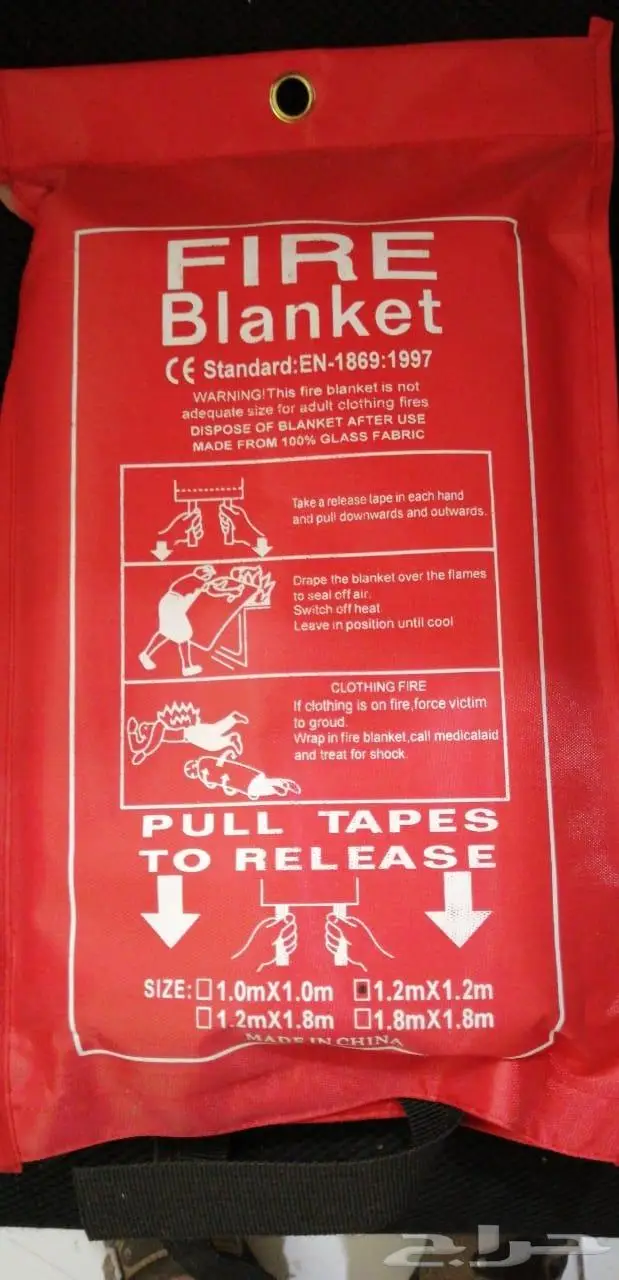 FIRE
Blanket
CE Standard:EN-1869:1997
WARNING!This fire blanket is not
adequate size for adult clothing fires
DISPOSE OF BLANKET AFTER USE
MADE FROM 100% GLASS FABRIC
Take a release tape in each hand
and pull downwards and outwards.
Drape the blanket over the flames
to seal off air.
Switch off heat
Leave in position until cool
CLOTHING FIRE
If clothing is on fire,force victim
to groud.
Wrap in fire blanket,call medicalaid
and treat for shock.
PULL TAPES
TO RELEASE
SIZE: 1.0mX1.0m 1.2mX1.2m
1.2mX1.8m 1.8mX1.8m
MADE IN CHINA
حراج